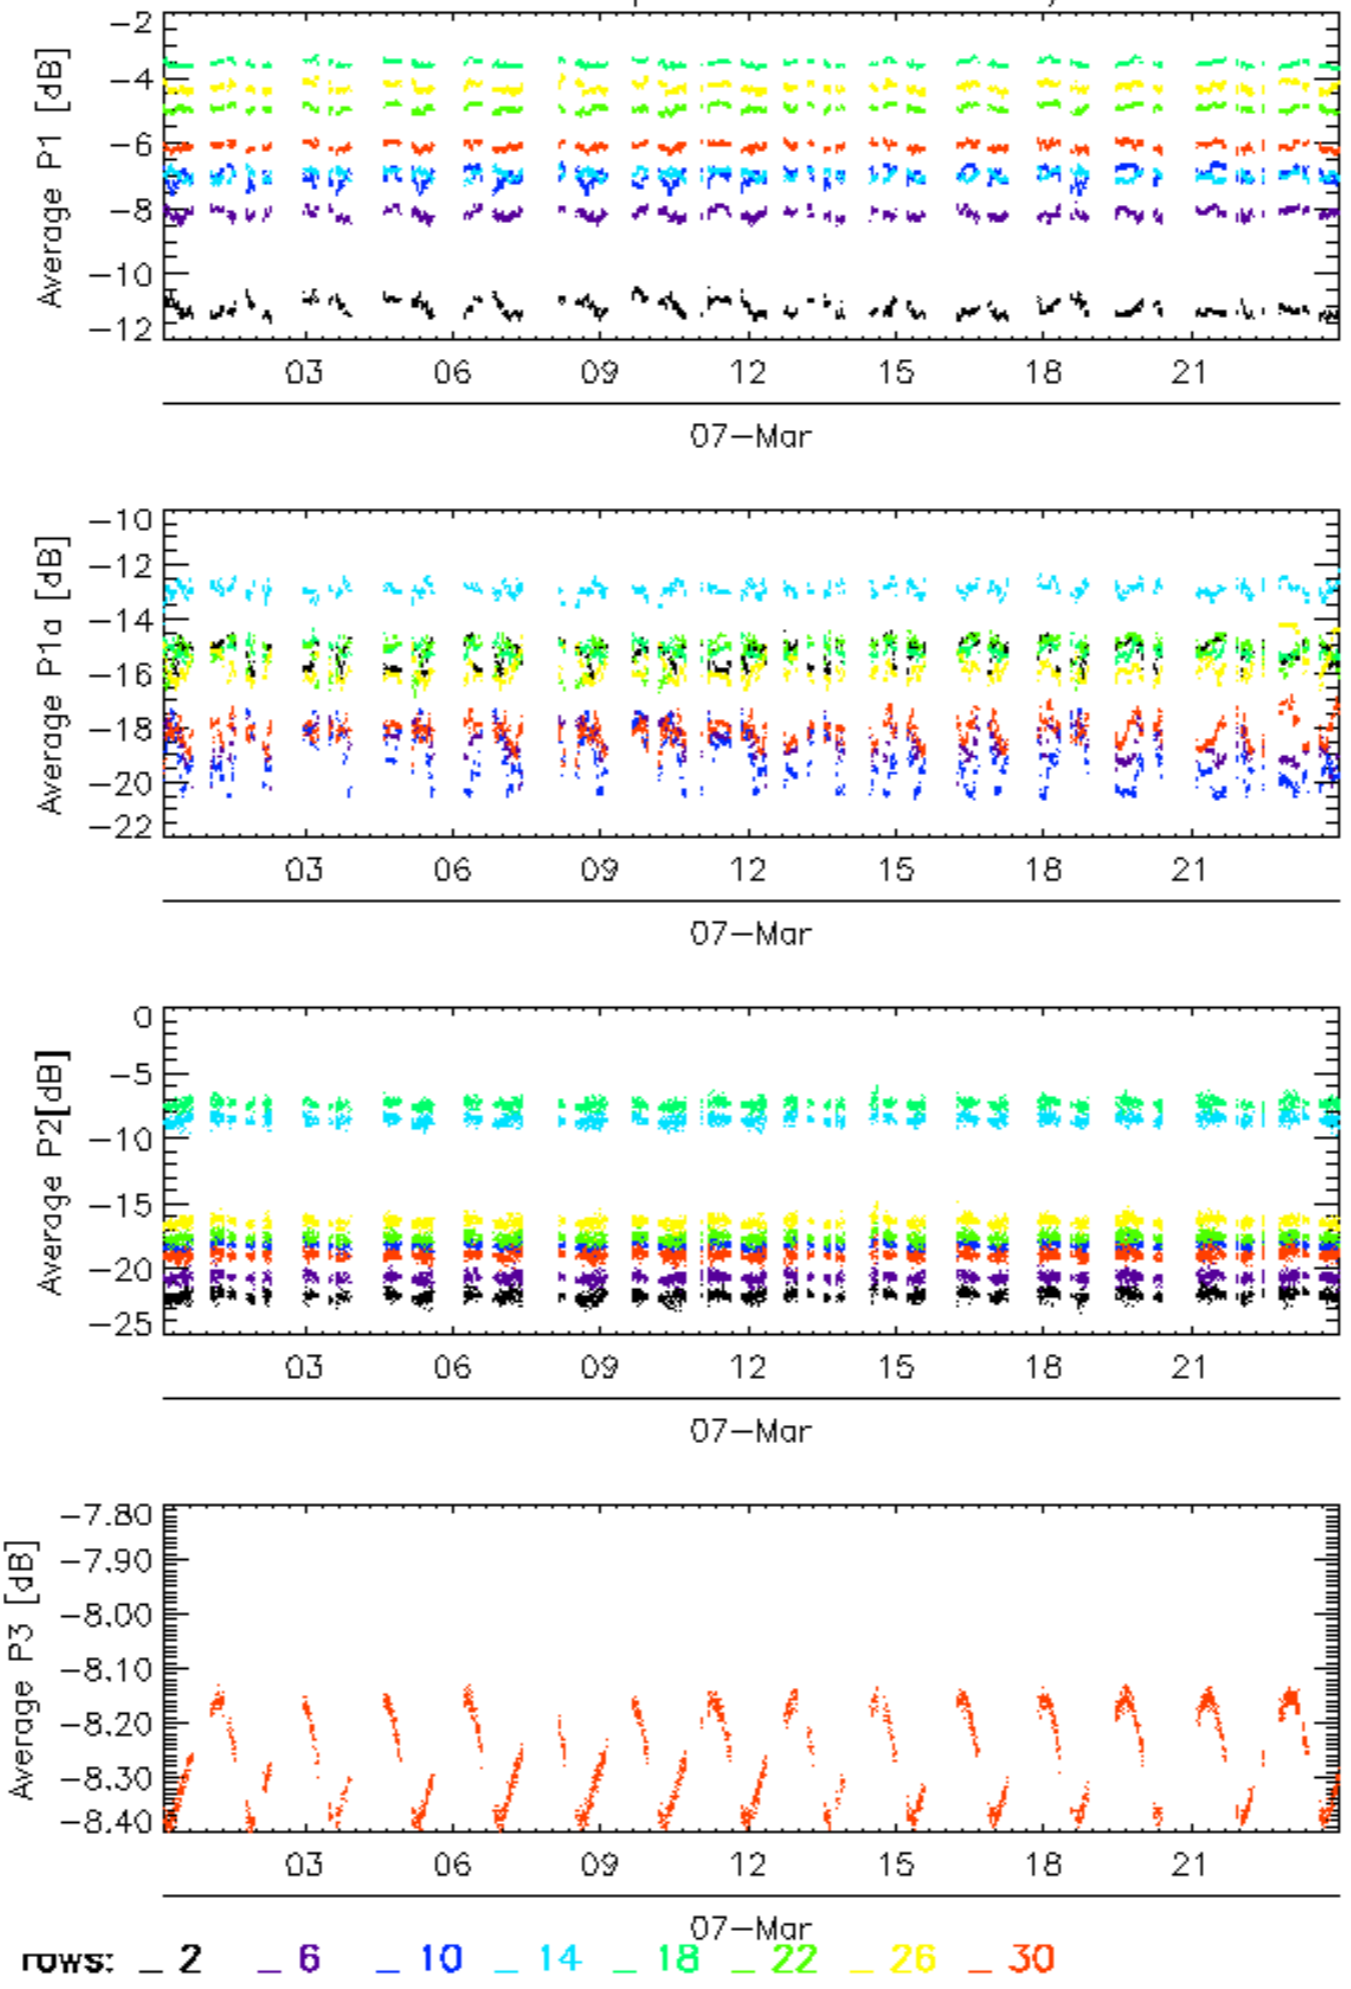 Average P1 [dB]
-2
-4
-6
-8
-10
-12
03 06 09 12 15 18 21
07-Mar
Average P1a [dB]
-10
-12
-14
-16
-18
-20
-22
03 06 09 12 15 18 21
07-Mar
Average P2[dB]
0
-5
-10
-15
-20
-25
03 06 09 12 15 18 21
07-Mar
Average P3 [dB]
-7.80
-7.90
-8.00
-8.10
-8.20
-8.30
-8.40
03 06 09 12 15 18 21
07-Mar
rows: _ 2 _ 6 _ 10 _ 14 _ 18 _ 22 _ 26 _ 30